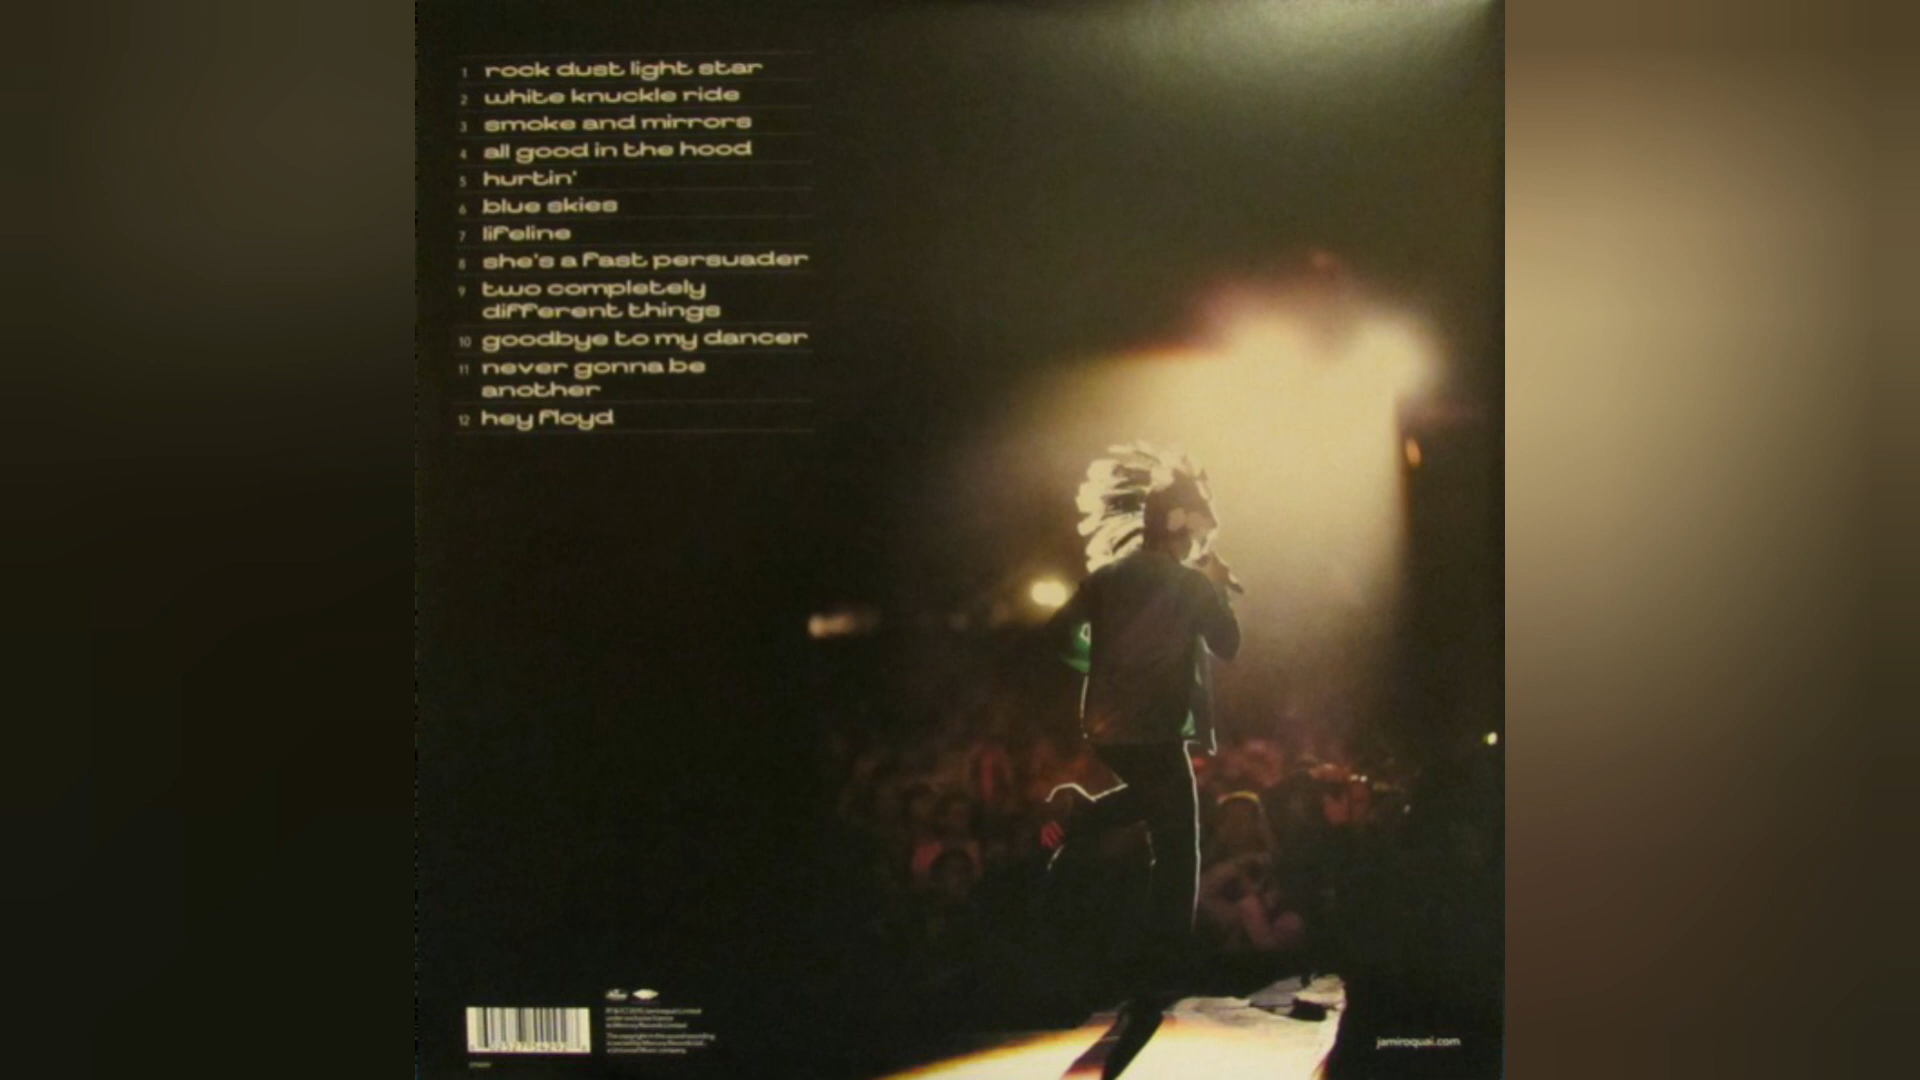 1 rock dust light star
2 white knuckle ride
3 smoke and mirrors
4 all good in the hood
5 hurtin'
6 blue skies
7 lifeline
8 she's a fast persuader
9 two completely
different things
10 goodbye to my dancer
11 never gonna be
another
12 hey floyd
jamiroquai.com